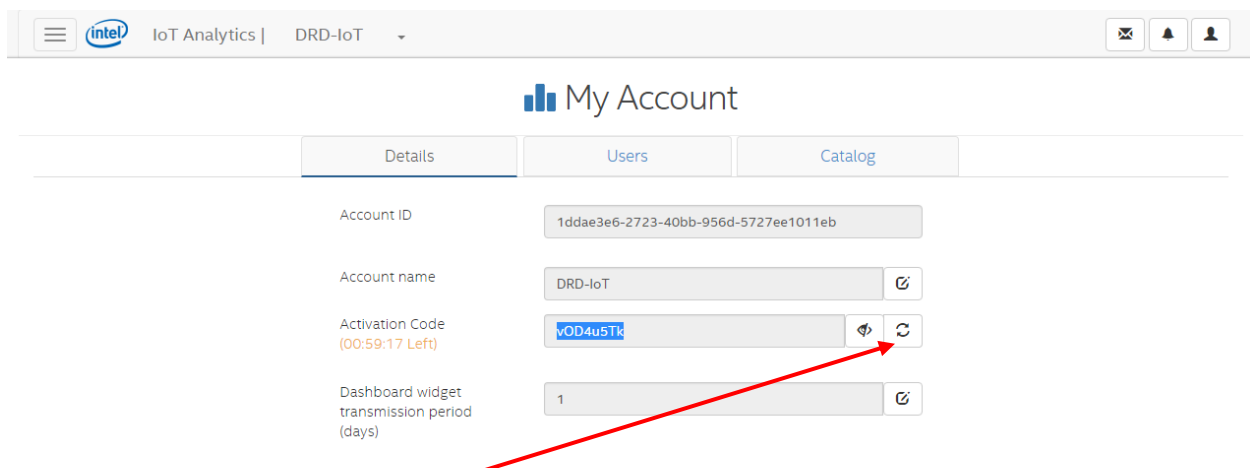 intel IoT Analytics | DRD-IoT
My Account
Details Users Catalog
Account ID 1ddae3e6-2723-40bb-956d-5727ee1011eb
Account name DRD-IoT
Activation Code vOD4u5Tk
(00:59:17 Left)
Dashboard widget
transmission period 1
(days)